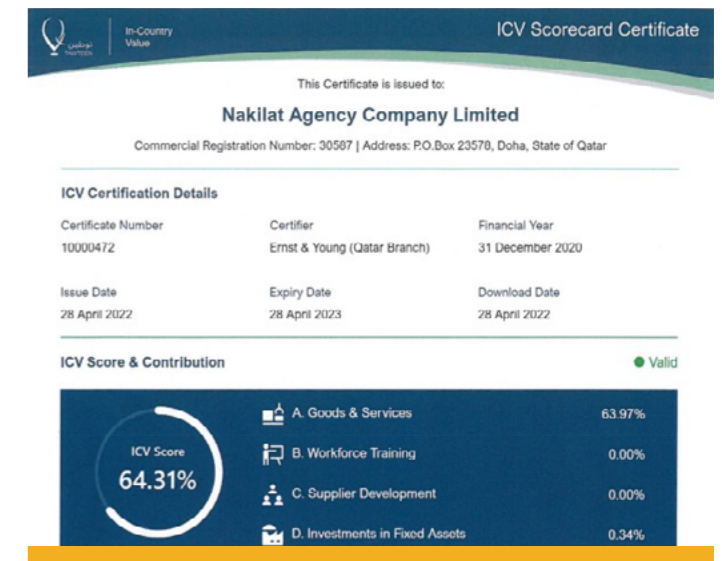 توطين
TAWTEEN
In-Country
Value
ICV Scorecard Certificate
This Certificate is issued to:
Nakilat Agency Company Limited
Commercial Registration Number: 30587 | Address: P.O.Box 23578, Doha, State of Qatar
ICV Certification Details
Certificate Number
Certifier
Financial Year
10000472
Ernst & Young (Qatar Branch)
31 December 2020
Issue Date
Expiry Date
Download Date
28 April 2022
28 April 2023
28 April 2022
ICV Score & Contribution
Valid
ICV Score
64.31%
A. Goods & Services
63.97%
B. Workforce Training
0.00%
C. Supplier Development
0.00%
D. Investments in Fixed Assets
0.34%